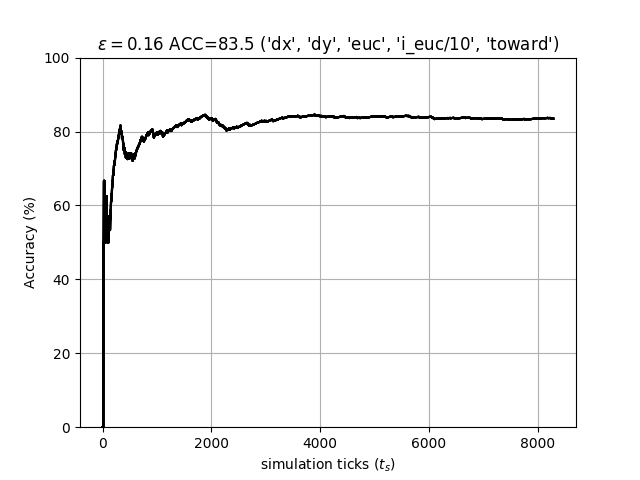 ε = 0.16 ACC=83.5 ('dx', 'dy', 'euc', 'i_euc/10', 'toward')
100
80
60
40
20
0
Accuracy (%)
0 2000 4000 6000 8000
simulation ticks (tₛ)